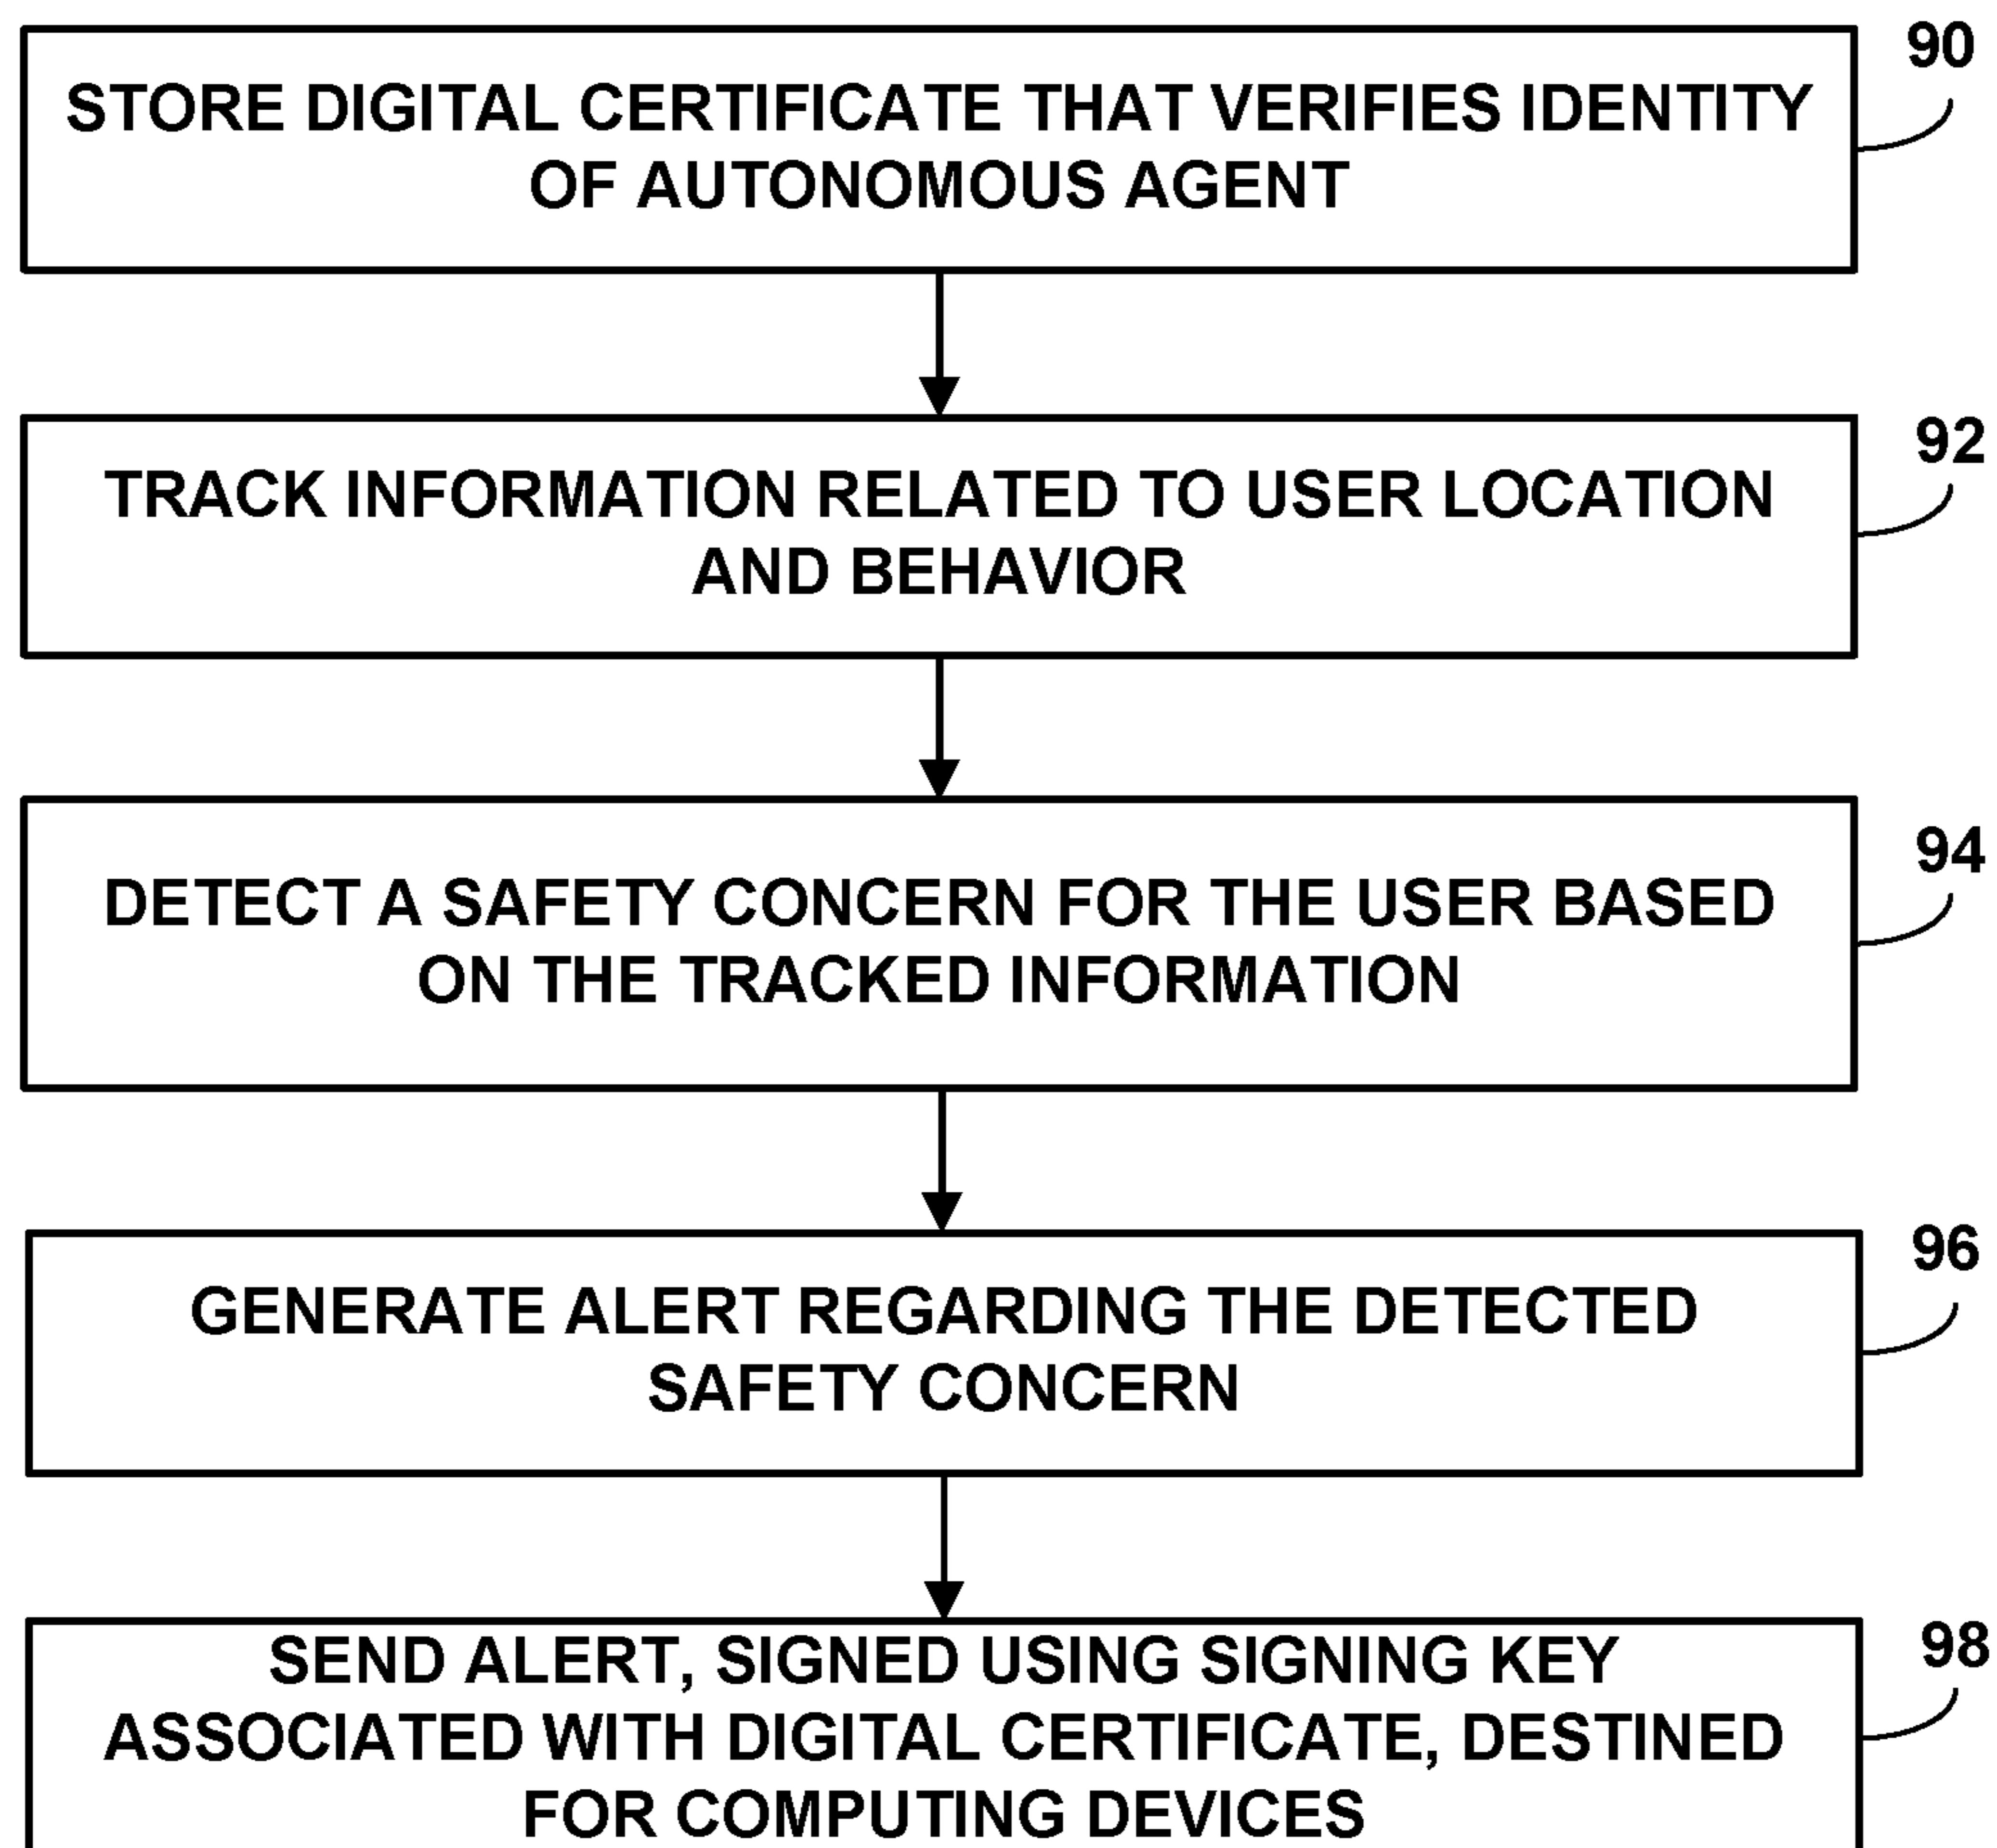 90
STORE DIGITAL CERTIFICATE THAT VERIFIES IDENTITY
OF AUTONOMOUS AGENT
92
TRACK INFORMATION RELATED TO USER LOCATION
AND BEHAVIOR
94
DETECT A SAFETY CONCERN FOR THE USER BASED
ON THE TRACKED INFORMATION
96
GENERATE ALERT REGARDING THE DETECTED
SAFETY CONCERN
98
SEND ALERT, SIGNED USING SIGNING KEY
ASSOCIATED WITH DIGITAL CERTIFICATE, DESTINED
FOR COMPUTING DEVICES